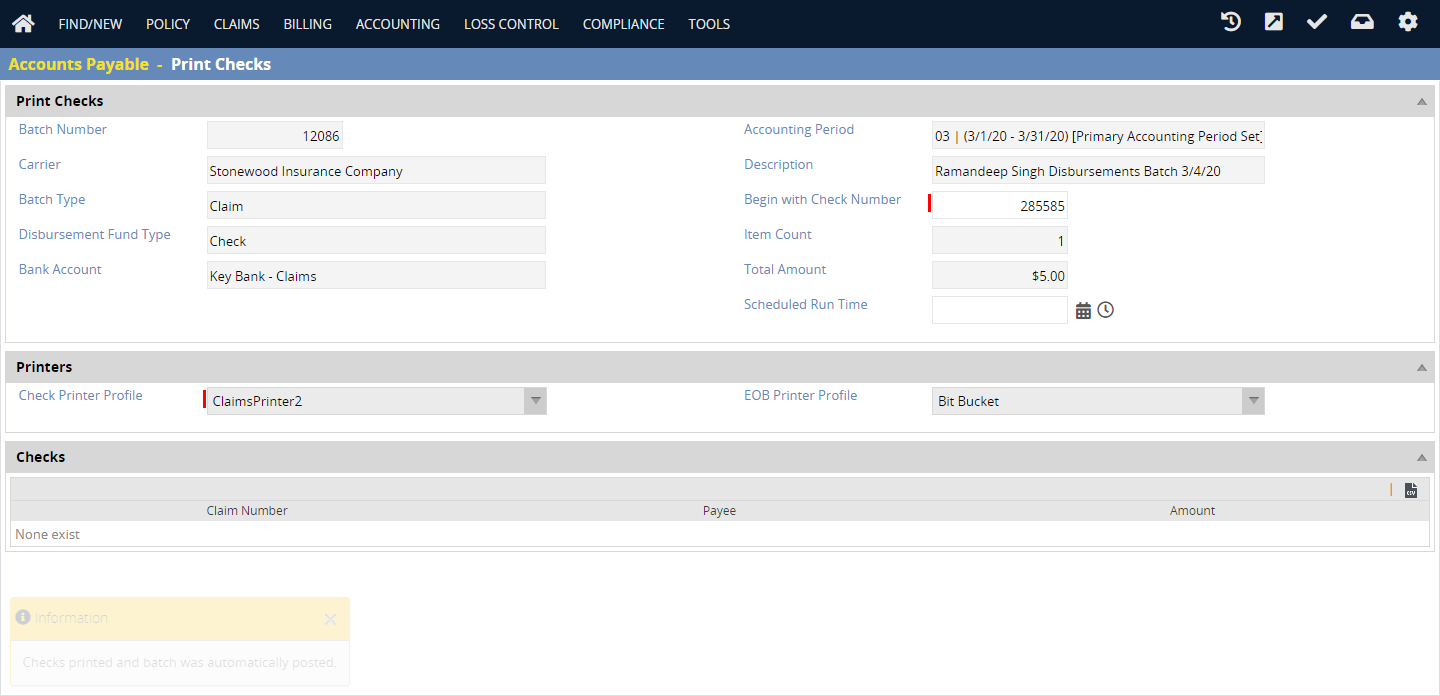 FIND/NEW POLICY CLAIMS BILLING ACCOUNTING LOSS CONTROL COMPLIANCE TOOLS
Accounts Payable - Print Checks
Print Checks
Batch Number 12086 Accounting Period 03 | (3/1/20 - 3/31/20) [Primary Accounting Period Set]
Carrier Stonewood Insurance Company Description Ramandeep Singh Disbursements Batch 3/4/20
Batch Type Claim Begin with Check Number 285585
Disbursement Fund Type Check Item Count 1
Bank Account Key Bank - Claims Total Amount $5.00
Scheduled Run Time
Printers
Check Printer Profile ClaimsPrinter2 EOB Printer Profile Bit Bucket
Checks
CSV
Claim Number Payee Amount
None exist
Information
Checks printed and batch was automatically posted.